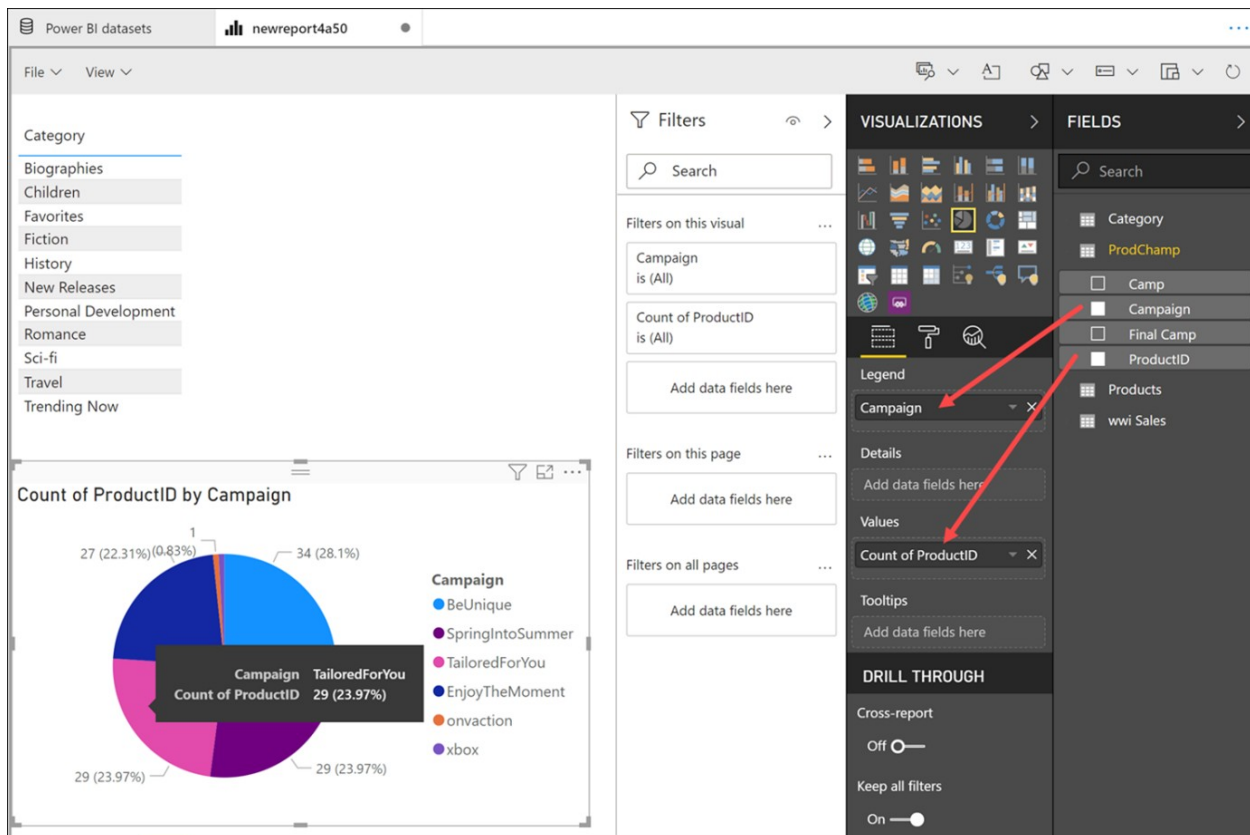 Power BI datasets
newreport4a50
File
View
Category
Biographies
Children
Favorites
Fiction
History
New Releases
Personal Development
Romance
Sci-fi
Travel
Trending Now
Count of ProductID by Campaign
1
27 (22.31%)
(0.83%)
34 (28.1%)
29 (23.97%)
29 (23.97%)
Campaign TailoredForYou
Count of ProductID 29 (23.97%)
Campaign
BeUnique
SpringIntoSummer
TailoredForYou
EnjoyTheMoment
onvaction
xbox
Filters
Search
Filters on this visual
...
Campaign
is (All)
Count of ProductID
is (All)
Add data fields here
Filters on this page
...
Add data fields here
Filters on all pages
...
Add data fields here
VISUALIZATIONS
Legend
Campaign
Details
Add data fields here
Values
Count of ProductID
Tooltips
Add data fields here
DRILL THROUGH
Cross-report
Off
Keep all filters
On
FIELDS
Search
Category
ProdChamp
Camp
Campaign
Final Camp
ProductID
Products
wwi Sales